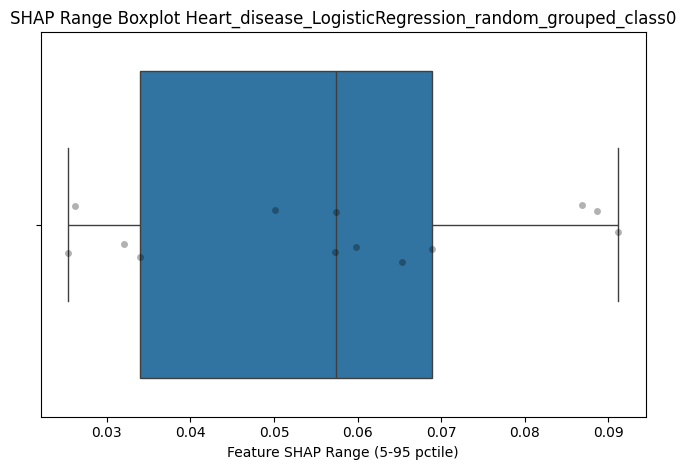 SHAP Range Boxplot Heart_disease_LogisticRegression_random_grouped_class0
0.03 0.04 0.05 0.06 0.07 0.08 0.09
Feature SHAP Range (5-95 pctile)